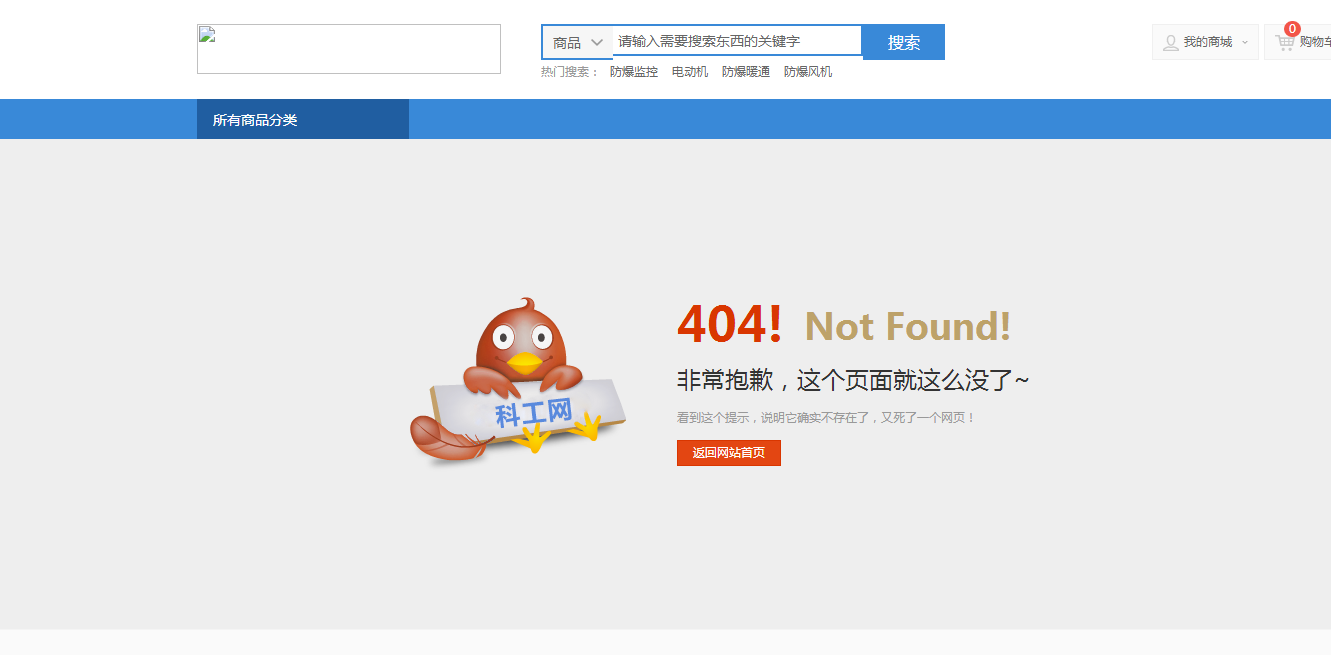 商品 请输入需要搜索东西的关键字 搜索
我的商城
0
购物车
热门搜索： 防爆监控 电动机 防爆暖通 防爆风机
所有商品分类
404! Not Found!
非常抱歉，这个页面就这么没了~
看到这个提示，说明它确实不存在了，又死了一个网页！
返回网站首页
科工网